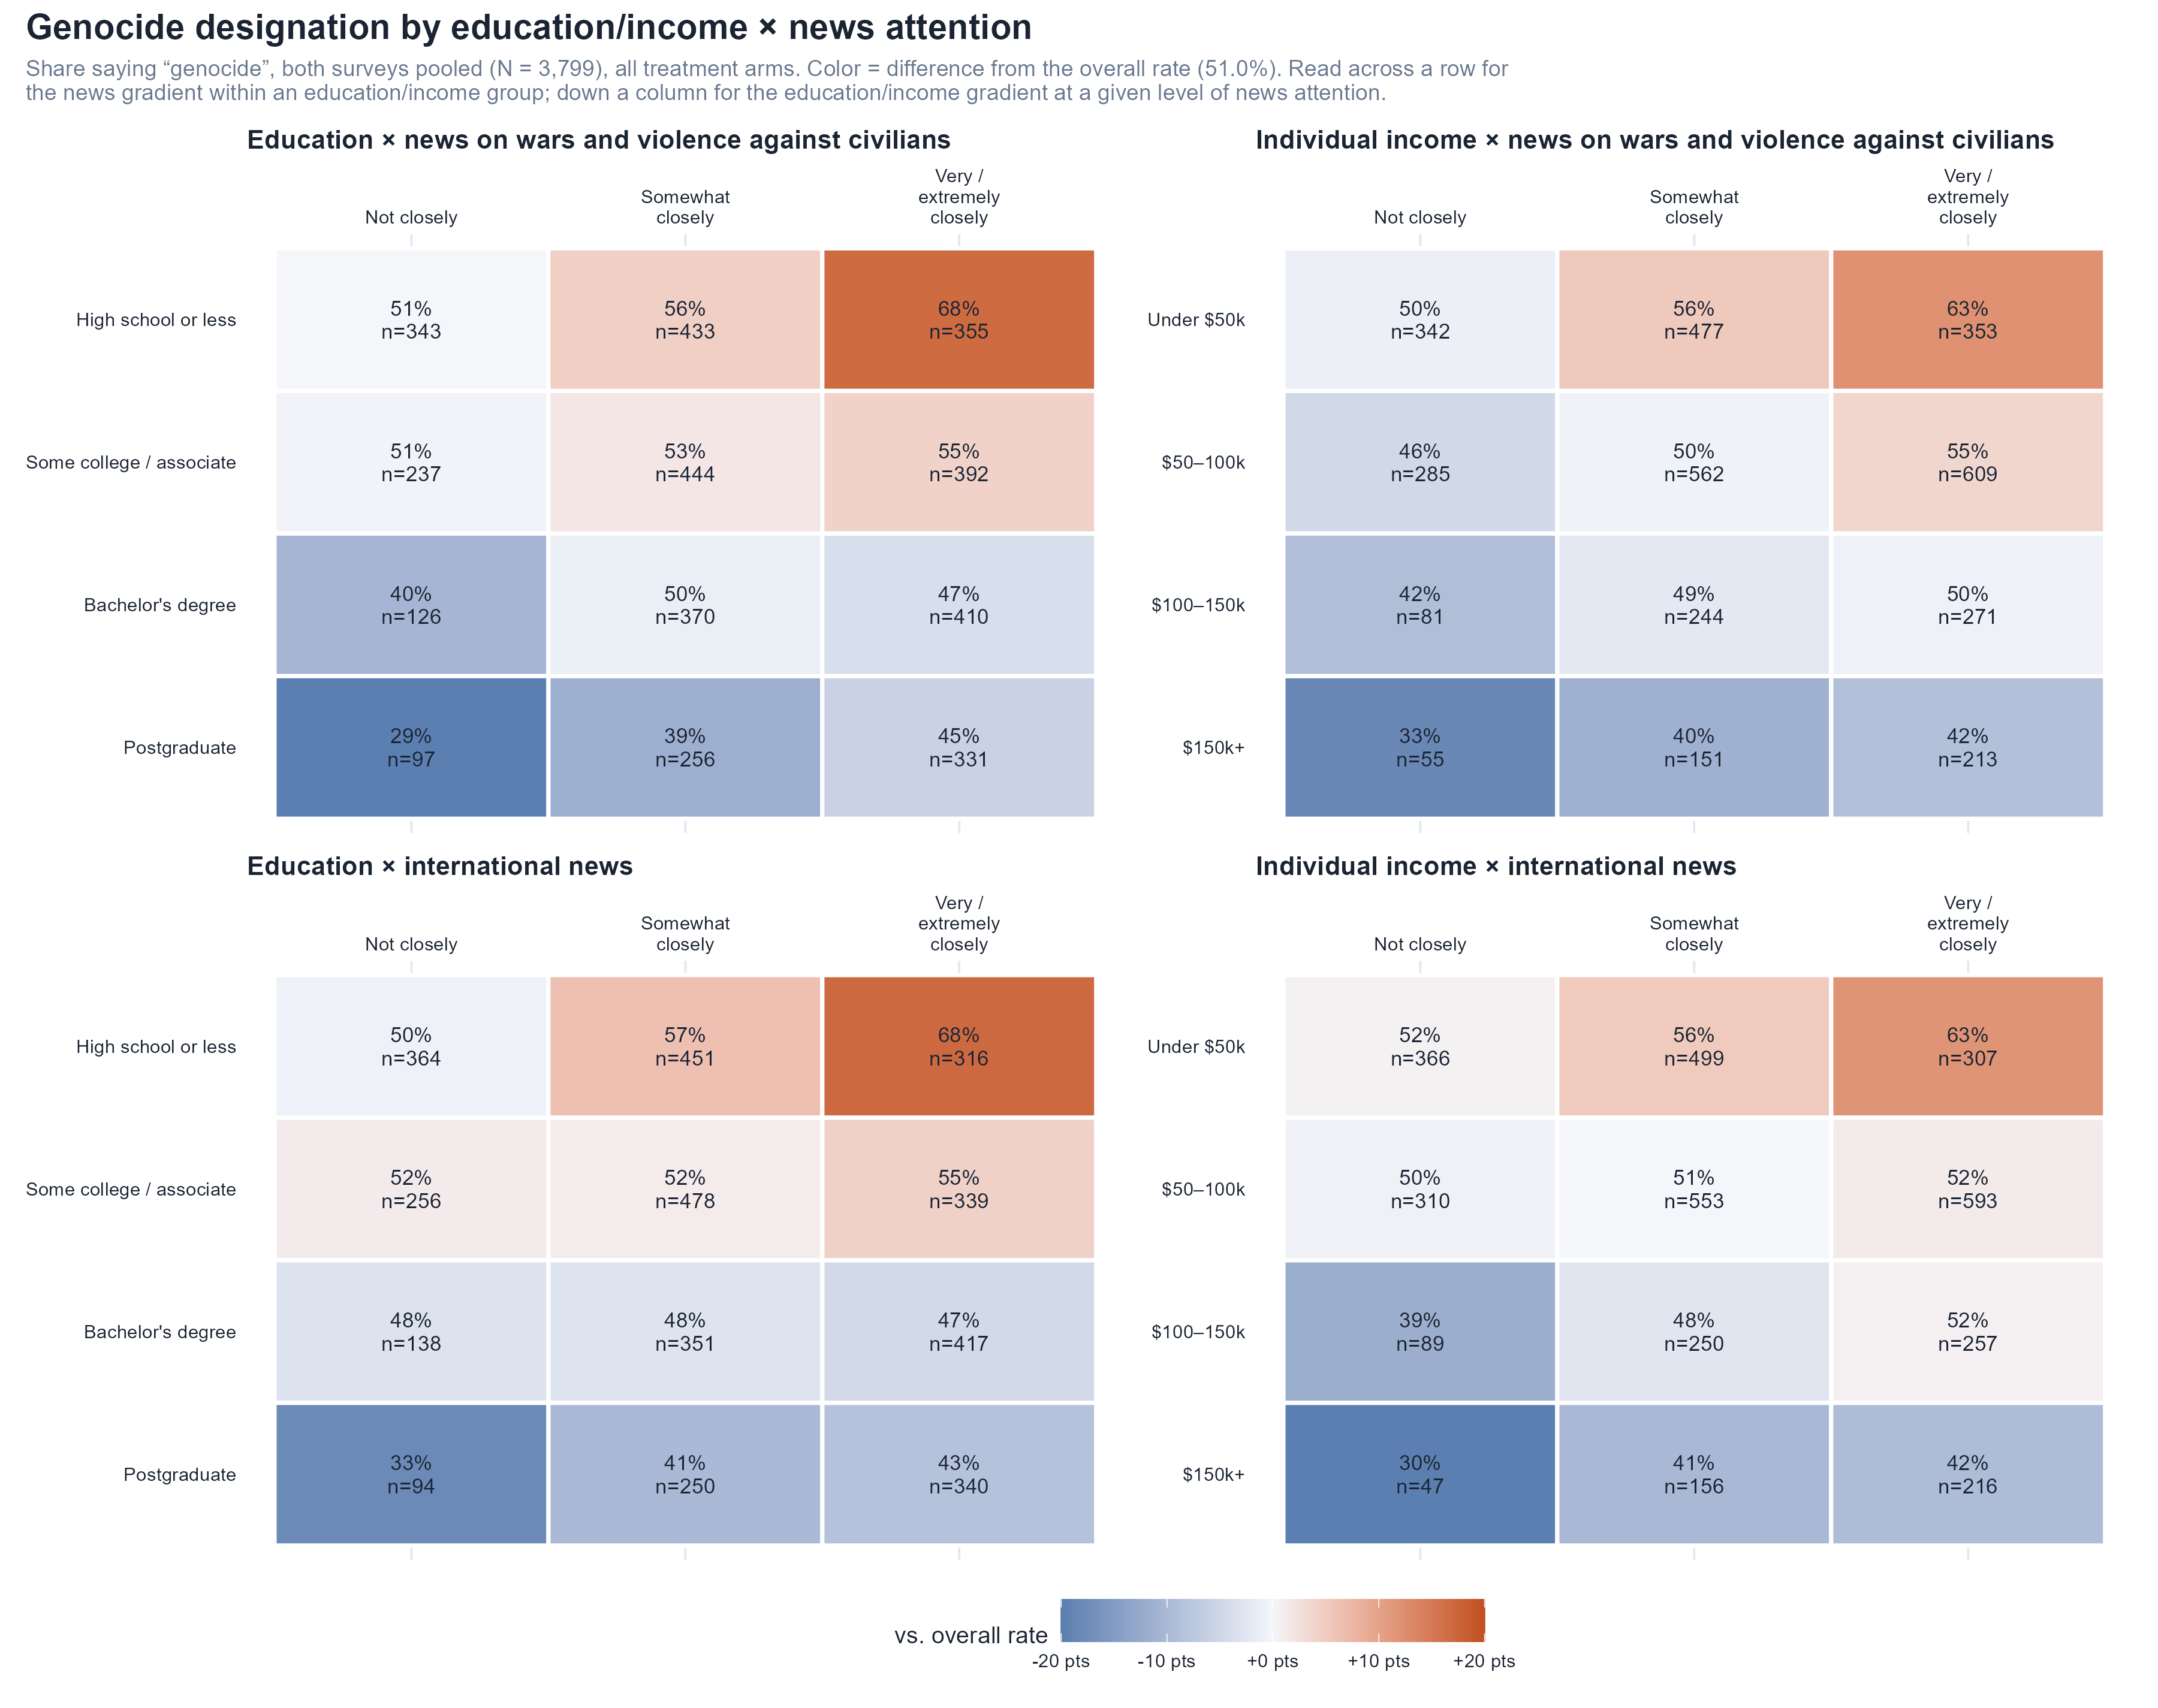 Genocide designation by education/income × news attention
Share saying “genocide”, both surveys pooled (N = 3,799), all treatment arms. Color = difference from the overall rate (51.0%). Read across a row for
the news gradient within an education/income group; down a column for the education/income gradient at a given level of news attention.
Education × news on wars and violence against civilians
Not closely
Somewhat
closely
Very /
extremely
closely
High school or less
51%
n=343
56%
n=433
68%
n=355
Some college / associate
51%
n=237
53%
n=444
55%
n=392
Bachelor's degree
40%
n=126
50%
n=370
47%
n=410
Postgraduate
29%
n=97
39%
n=256
45%
n=331
Individual income × news on wars and violence against civilians
Not closely
Somewhat
closely
Very /
extremely
closely
Under $50k
50%
n=342
56%
n=477
63%
n=353
$50–100k
46%
n=285
50%
n=562
55%
n=609
$100–150k
42%
n=81
49%
n=244
50%
n=271
$150k+
33%
n=55
40%
n=151
42%
n=213
Education × international news
Not closely
Somewhat
closely
Very /
extremely
closely
High school or less
50%
n=364
57%
n=451
68%
n=316
Some college / associate
52%
n=256
52%
n=478
55%
n=339
Bachelor's degree
48%
n=138
48%
n=351
47%
n=417
Postgraduate
33%
n=94
41%
n=250
43%
n=340
Individual income × international news
Not closely
Somewhat
closely
Very /
extremely
closely
Under $50k
52%
n=366
56%
n=499
63%
n=307
$50–100k
50%
n=310
51%
n=553
52%
n=593
$100–150k
39%
n=89
48%
n=250
52%
n=257
$150k+
30%
n=47
41%
n=156
42%
n=216
vs. overall rate
-20 pts
-10 pts
+0 pts
+10 pts
+20 pts